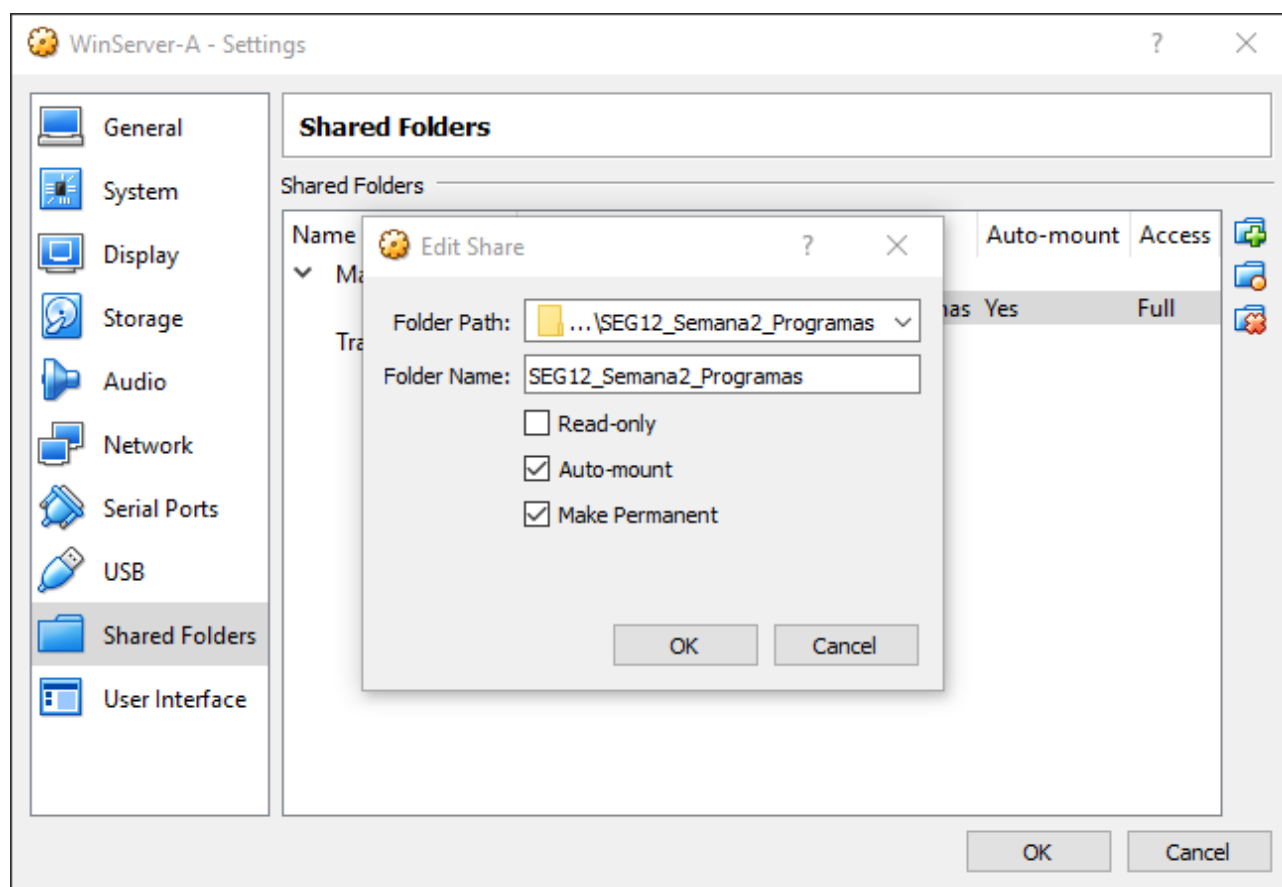 WinServer-A - Settings
General
System
Display
Storage
Audio
Network
Serial Ports
USB
Shared Folders
User Interface
Shared Folders
Shared Folders
Name Auto-mount Access
Yes Full
Edit Share
Folder Path: ...\SEG12_Semana2_Programas
Folder Name: SEG12_Semana2_Programas
Read-only
Auto-mount
Make Permanent
OK Cancel
OK Cancel